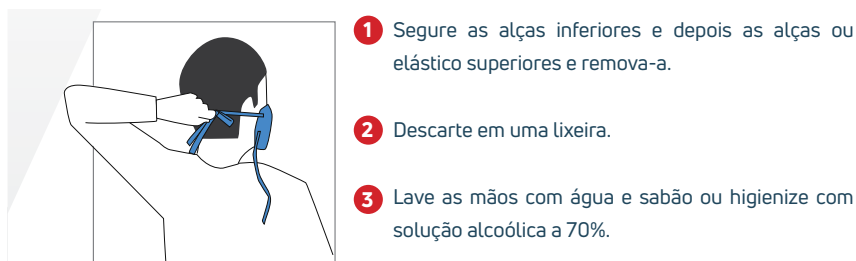 1 Segure as alças inferiores e depois as alças ou
elástico superiores e remova-a.
2 Descarte em uma lixeira.
3 Lave as mãos com água e sabão ou higienize com
solução alcoólica a 70%.